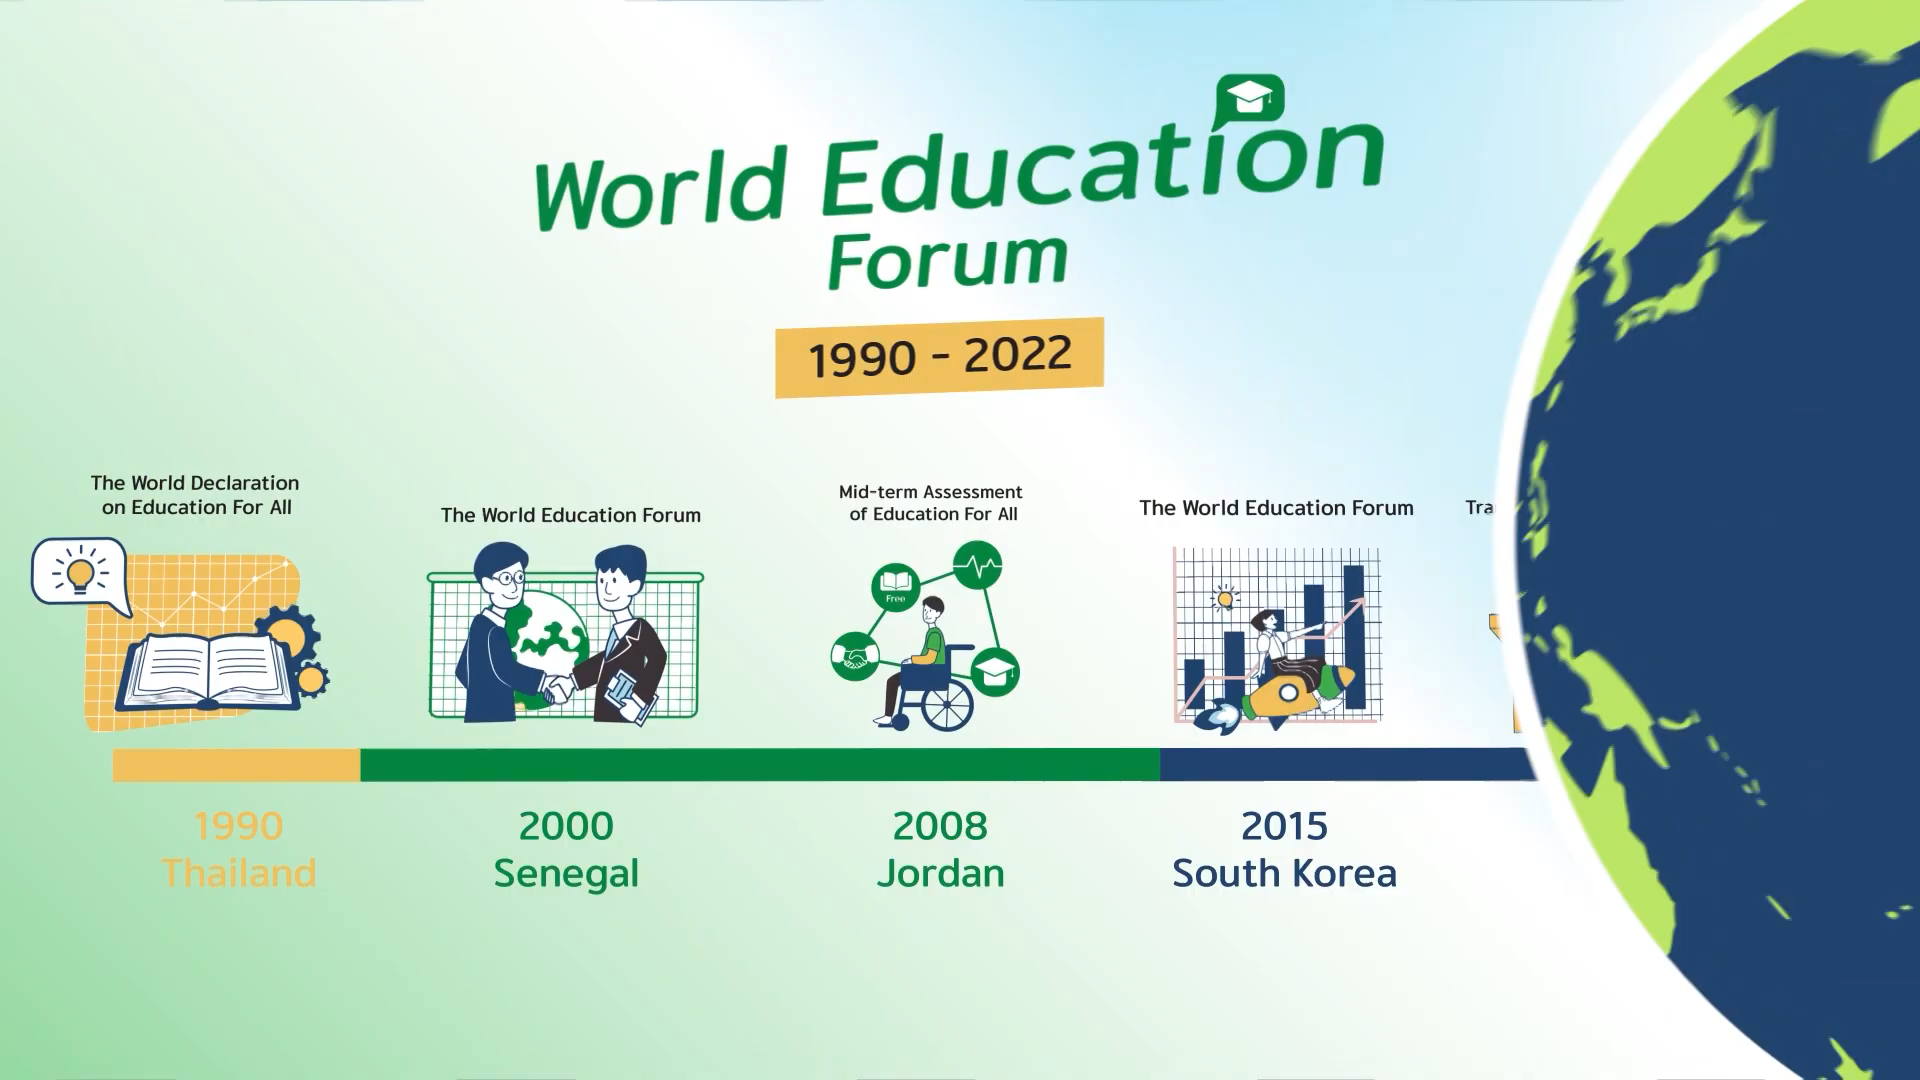 World Education
Forum
1990 - 2022
The World Declaration
on Education For All
The World Education Forum
Mid-term Assessment
of Education For All
The World Education Forum
Free
1990
Thailand
2000
Senegal
2008
Jordan
2015
South Korea